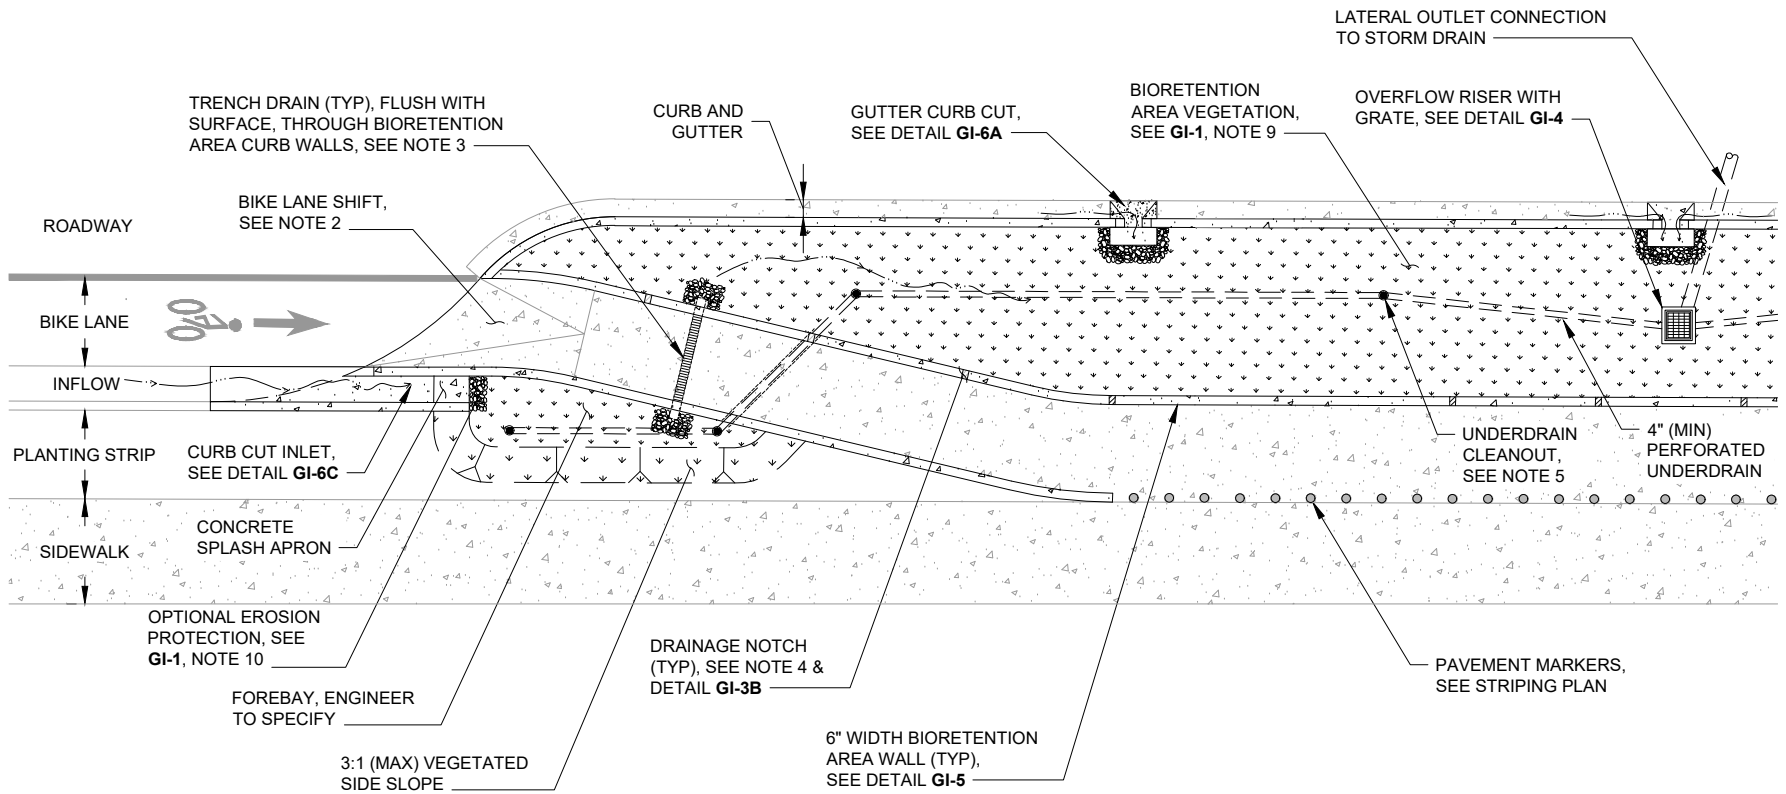 LATERAL OUTLET CONNECTION
TO STORM DRAIN
TRENCH DRAIN (TYP), FLUSH WITH
SURFACE, THROUGH BIORETENTION
AREA CURB WALLS, SEE NOTE 3
CURB AND
GUTTER
GUTTER CURB CUT,
SEE DETAIL GI-6A
BIORETENTION
AREA VEGETATION,
SEE GI-1, NOTE 9
OVERFLOW RISER WITH
GRATE, SEE DETAIL GI-4
BIKE LANE SHIFT,
SEE NOTE 2
ROADWAY
BIKE LANE
INFLOW
PLANTING STRIP
SIDEWALK
CURB CUT INLET,
SEE DETAIL GI-6C
CONCRETE
SPLASH APRON
OPTIONAL EROSION
PROTECTION, SEE
GI-1, NOTE 10
FOREBAY, ENGINEER
TO SPECIFY
3:1 (MAX) VEGETATED
SIDE SLOPE
DRAINAGE NOTCH
(TYP), SEE NOTE 4 &
DETAIL GI-3B
6" WIDTH BIORETENTION
AREA WALL (TYP),
SEE DETAIL GI-5
UNDERDRAIN
CLEANOUT,
SEE NOTE 5
4" (MIN)
PERFORATED
UNDERDRAIN
PAVEMENT MARKERS,
SEE STRIPING PLAN